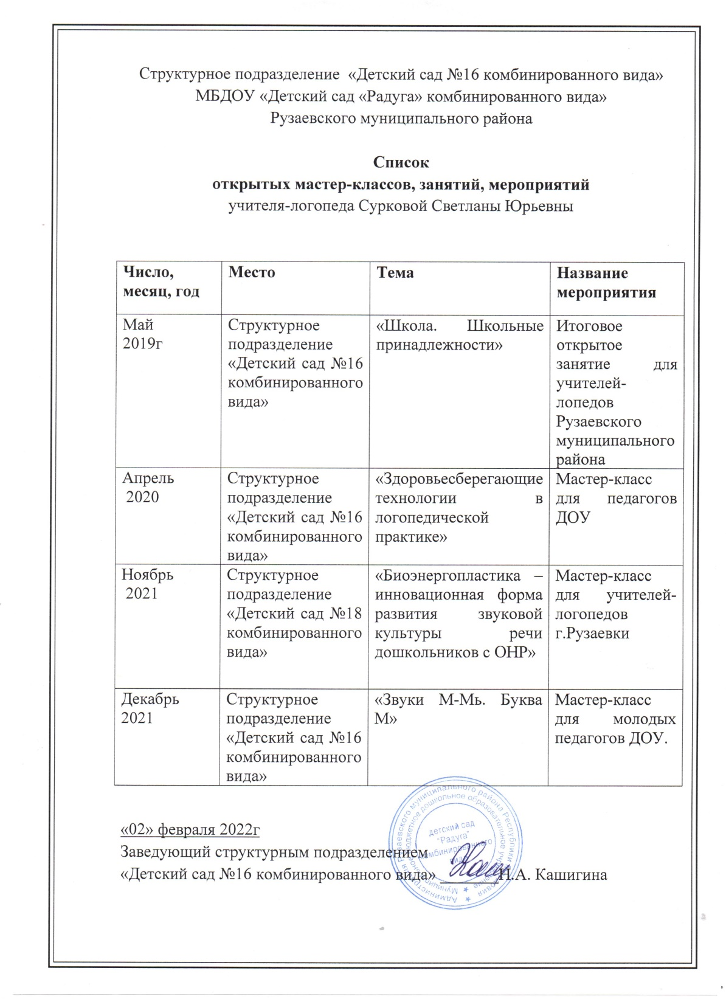 Структурное подразделение «Детский сад №16 комбинированного вида»
МБДОУ «Детский сад «Радуга» комбинированного вида»
Рузаевского муниципального района
Список
открытых мастер-классов, занятий, мероприятий
учителя-логопеда Сурковой Светланы Юрьевны
Число,
месяц, год
Место
Тема
Название
мероприятия
Май
2019г
Структурное
подразделение
«Детский сад №16
комбинированного
вида»
«Школа. Школьные
принадлежности»
Итоговое
открытое
занятие для
учителей-
лопедов
Рузаевского
муниципального
района
Апрель
2020
Структурное
подразделение
«Детский сад №16
комбинированного
вида»
«Здоровьесберегающие
технологии в
логопедической
практике»
Мастер-класс
для педагогов
ДОУ
Ноябрь
2021
Структурное
подразделение
«Детский сад №18
комбинированного
вида»
«Биоэнергопластика –
инновационная форма
развития звуковой
культуры речи
дошкольников с ОНР»
Мастер-класс
для учителей-
логопедов
г.Рузаевки
Декабрь
2021
Структурное
подразделение
«Детский сад №16
комбинированного
вида»
«Звуки М-Мь. Буква
М»
Мастер-класс
для молодых
педагогов ДОУ.
«02» февраля 2022г
Заведующий структурным подразделением
«Детский сад №16 комбинированного вида» _______Н.А. Кашигина
Администрация Рузаевского муниципального района Республики
дошкольное образовательное
детский сад
"Радуга"
комбинированного
вида